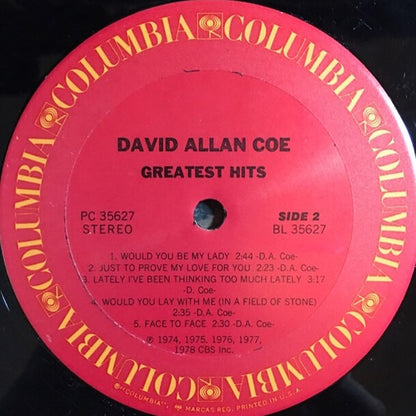 COLUMBIA COLUMBIA COLUMBIA COLUMBIA COLUMBIA COLUMBIA
DAVID ALLAN COE
GREATEST HITS
PC 35627 SIDE 2
STEREO BL 35627
1. WOULD YOU BE MY LADY 2:44 -D.A. Coe-
2. JUST TO PROVE MY LOVE FOR YOU 2:23 -D.A. Coe-
3. LATELY I'VE BEEN THINKING TOO MUCH LATELY 3:17
-D. Coe-
4. WOULD YOU LAY WITH ME (IN A FIELD OF STONE)
2:35 -D.A. Coe-
5. FACE TO FACE 2:30 -D.A. Coe-
℗ 1974, 1975, 1976, 1977,
1978 CBS Inc.
©"COLUMBIA", MARCAS REG. PRINTED IN U.S.A.